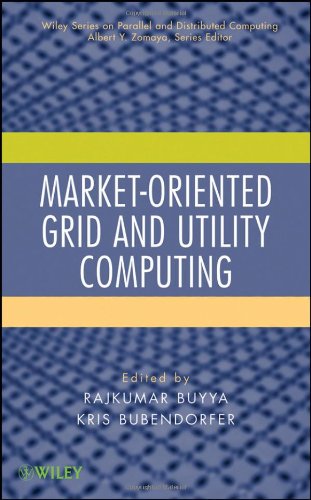 Wiley Series on Parallel and Distributed Computing
Albert Y. Zomaya, Series Editor
MARKET-ORIENTED
GRID AND UTILITY
COMPUTING
Edited by
RAJKUMAR BUYYA
KRIS BUBENDORFER
WILEY